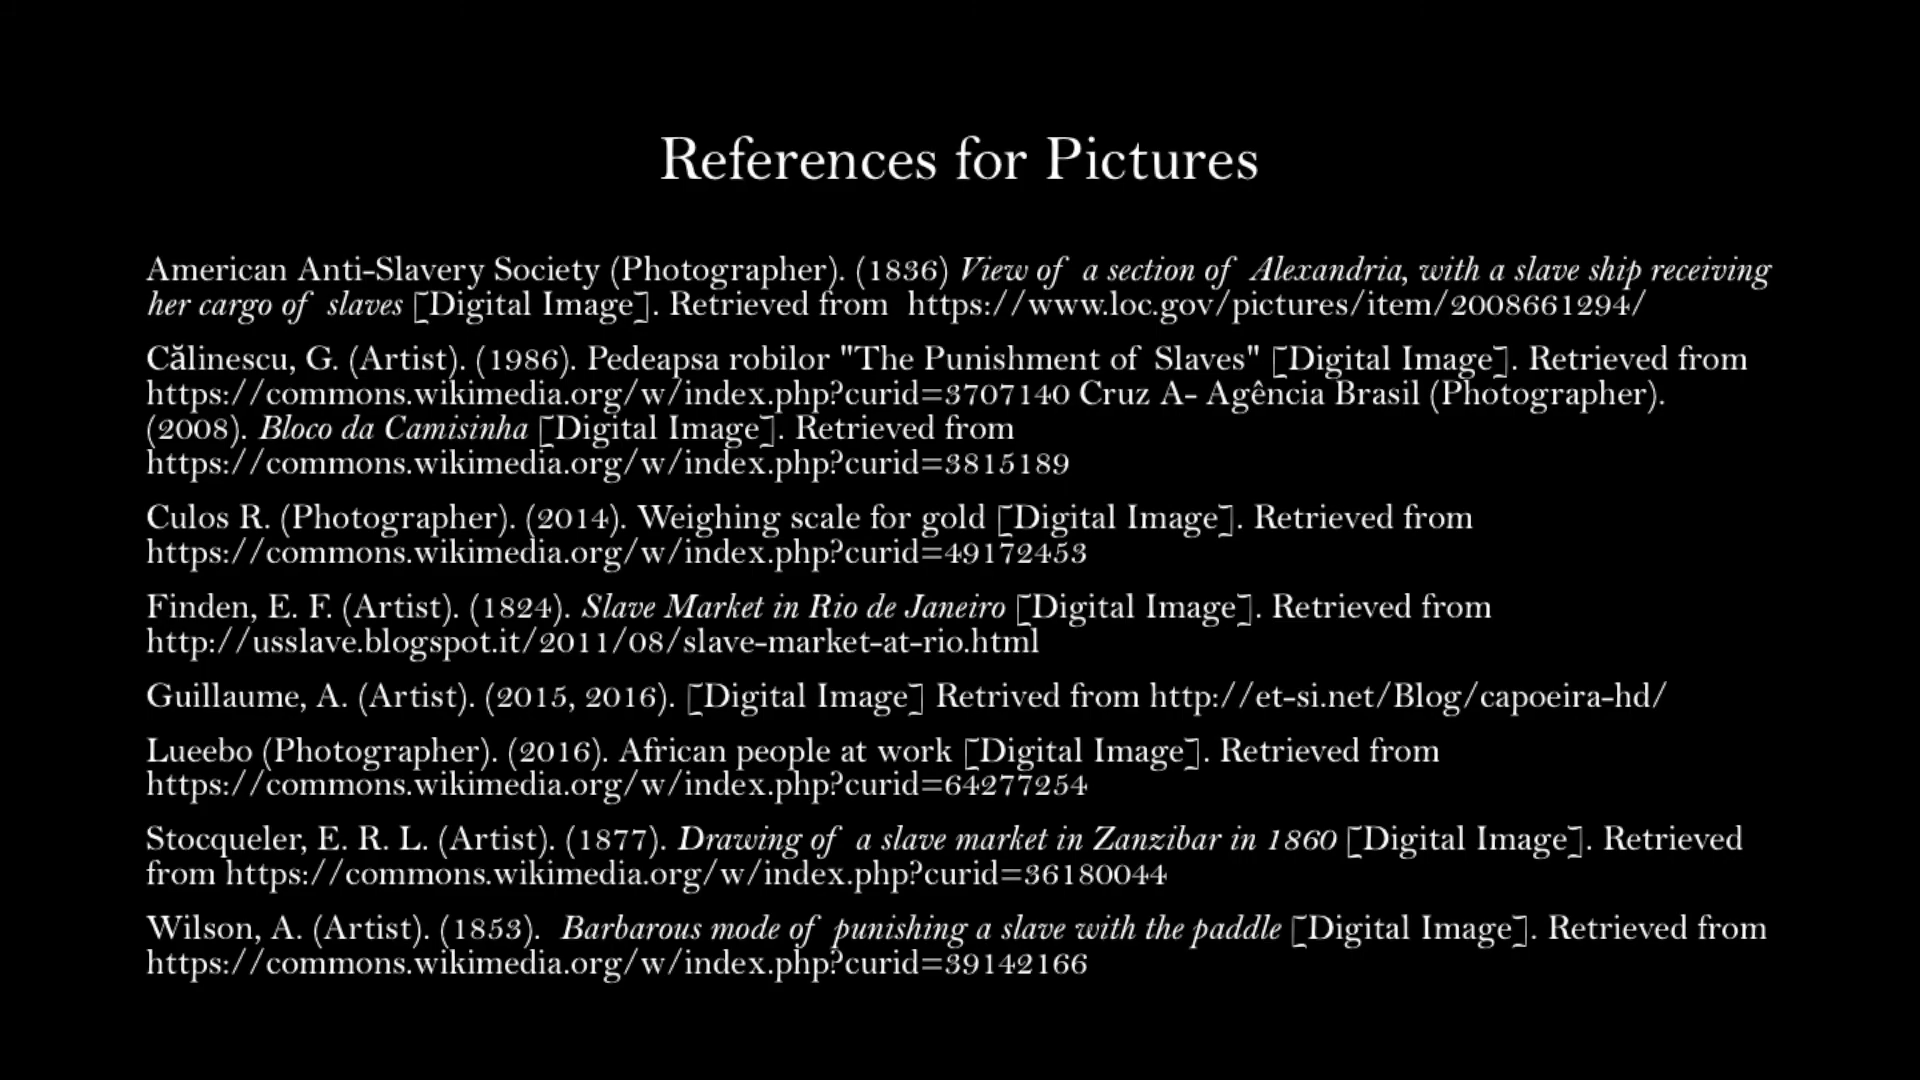 References for Pictures
American Anti-Slavery Society (Photographer). (1836) View of a section of Alexandria, with a slave ship receiving
her cargo of slaves [Digital Image]. Retrieved from https://www.loc.gov/pictures/item/2008661294/
Călinescu, G. (Artist). (1986). Pedeapsa robilor "The Punishment of Slaves" [Digital Image]. Retrieved from
https://commons.wikimedia.org/w/index.php?curid=3707140 Cruz A- Agência Brasil (Photographer).
(2008). Bloco da Camisinha [Digital Image]. Retrieved from
https://commons.wikimedia.org/w/index.php?curid=3815189
Culos R. (Photographer). (2014). Weighing scale for gold [Digital Image]. Retrieved from
https://commons.wikimedia.org/w/index.php?curid=49172453
Finden, E. F. (Artist). (1824). Slave Market in Rio de Janeiro [Digital Image]. Retrieved from
http://usslave.blogspot.it/2011/08/slave-market-at-rio.html
Guillaume, A. (Artist). (2015, 2016). [Digital Image] Retrived from http://et-si.net/Blog/capoeira-hd/
Lueebo (Photographer). (2016). African people at work [Digital Image]. Retrieved from
https://commons.wikimedia.org/w/index.php?curid=64277254
Stocqueler, E. R. L. (Artist). (1877). Drawing of a slave market in Zanzibar in 1860 [Digital Image]. Retrieved
from https://commons.wikimedia.org/w/index.php?curid=36180044
Wilson, A. (Artist). (1853). Barbarous mode of punishing a slave with the paddle [Digital Image]. Retrieved from
https://commons.wikimedia.org/w/index.php?curid=39142166